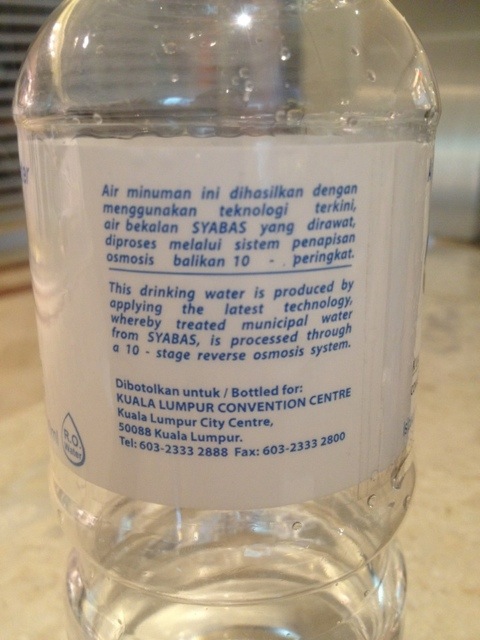 Air minuman ini dihasilkan dengan
menggunakan teknologi terkini,
air bekalan SYABAS yang dirawat,
diproses melalui sistem penapisan
osmosis balikan 10 - peringkat.
This drinking water is produced by
applying the latest technology,
whereby treated municipal water
from SYABAS, is processed through
a 10 - stage reverse osmosis system.
Dibotolkan untuk / Bottled for:
KUALA LUMPUR CONVENTION CENTRE
Kuala Lumpur City Centre,
50088 Kuala Lumpur.
Tel: 603-2333 2888 Fax: 603-2333 2800
R.O.
Water